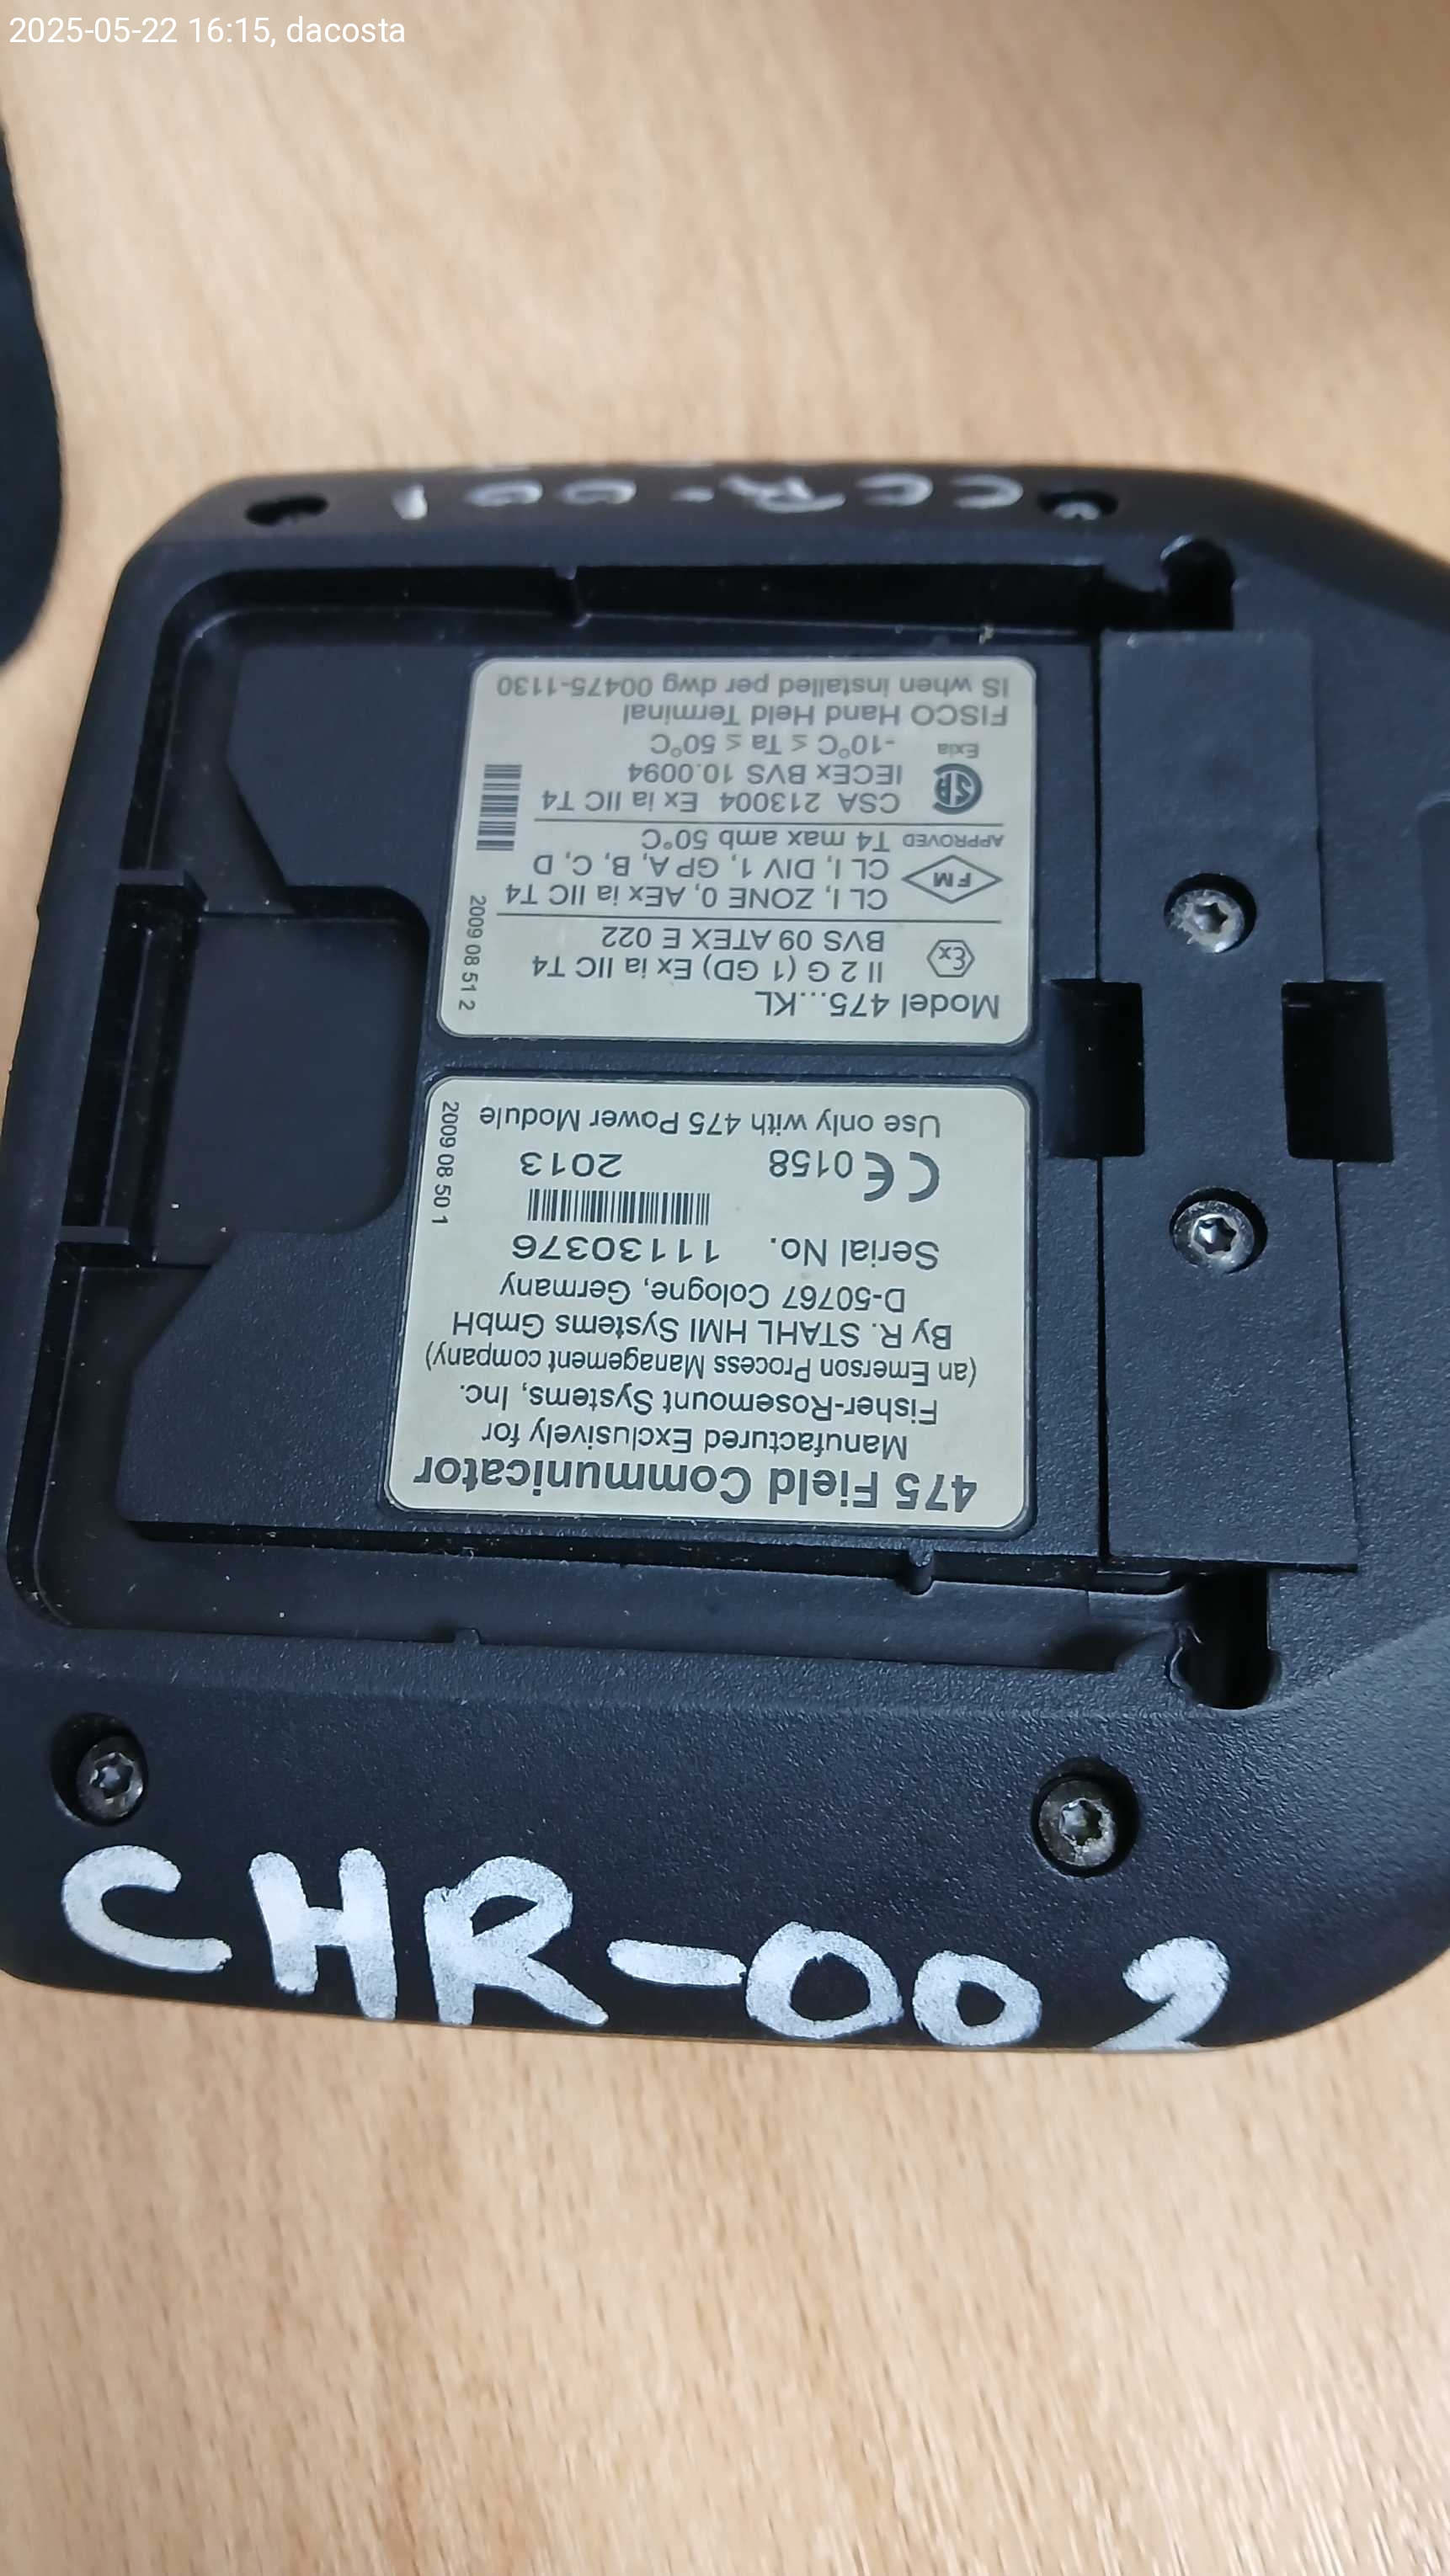 2025-05-22 16:15, dacosta
CCR-001
475 Field Communicator
Manufactured Exclusively for
Fisher-Rosemount Systems, Inc.
(an Emerson Process Management company)
By R. STAHL HMI Systems GmbH
D-50767 Cologne, Germany
Serial No. 11130376
CE 0158 2013
Use only with 475 Power Module
2009 08 50 1
Model 475...KL
Ex II 2 G (1 GD) Ex ia IIC T4
BVS 09 ATEX E 022
CL I, ZONE 0, AEx ia IIC T4
FM CL I, DIV 1, GP A, B, C, D
APPROVED T4 max amb 50°C
CSA 213004 Ex ia IIC T4
SA IECEx BVS 10.0094
Exia -10°C ≤ Ta ≤ 50°C
FISCO Hand Held Terminal
IS when installed per dwg 00475-1130
2009 08 51 2
CHR-002